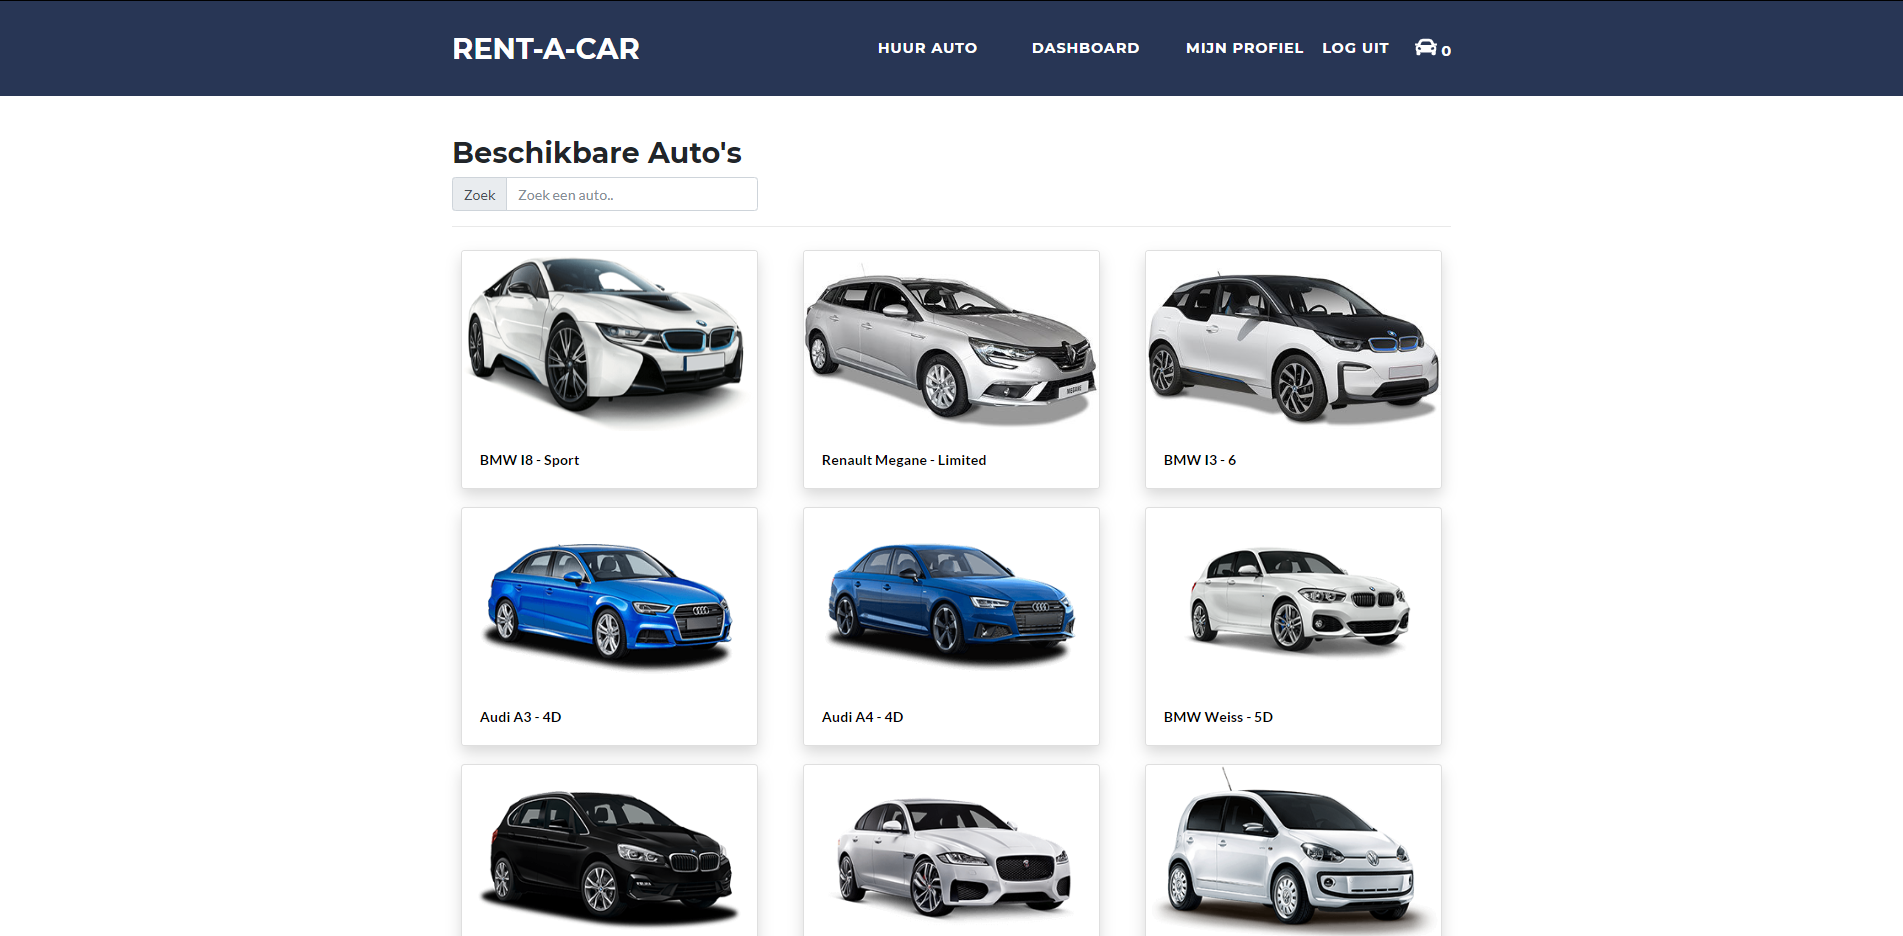 RENT-A-CAR
HUUR AUTO DASHBOARD MIJN PROFIEL LOG UIT 0
Beschikbare Auto's
Zoek Zoek een auto..
MEGANE
BMW I8 - Sport
Renault Megane - Limited
BMW I3 - 6
Audi A3 - 4D
Audi A4 - 4D
BMW Weiss - 5D